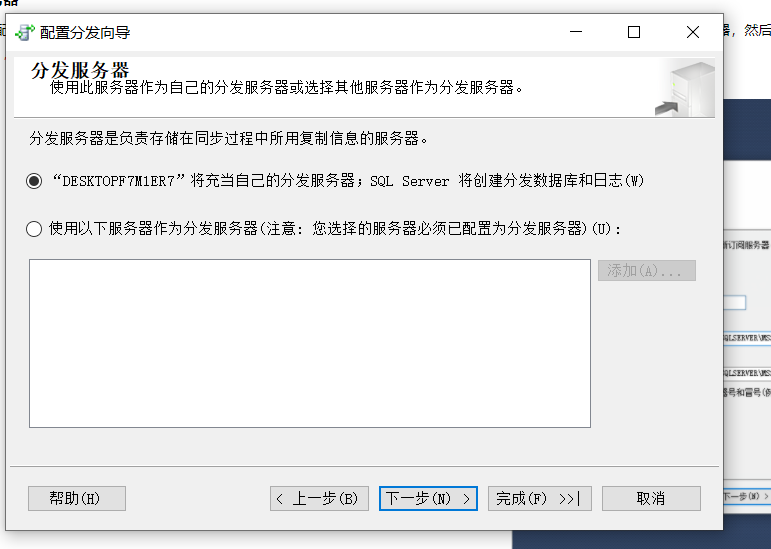 配置分发向导
器，然后
分发服务器
使用此服务器作为自己的分发服务器或选择其他服务器作为分发服务器。
分发服务器是负责存储在同步过程中所用复制信息的服务器。
“DESKTOPF7M1ER7”将充当自己的分发服务器；SQL Server 将创建分发数据库和日志(W)
使用以下服务器作为分发服务器(注意: 您选择的服务器必须已配置为分发服务器)(U):
订阅服务器
添加(A)...
QLSERVER\MS
QLSERVER\MS
号和冒号(
帮助(H)
< 上一步(B)
下一步(N) >
完成(F) >>|
取消
下一步(N) >